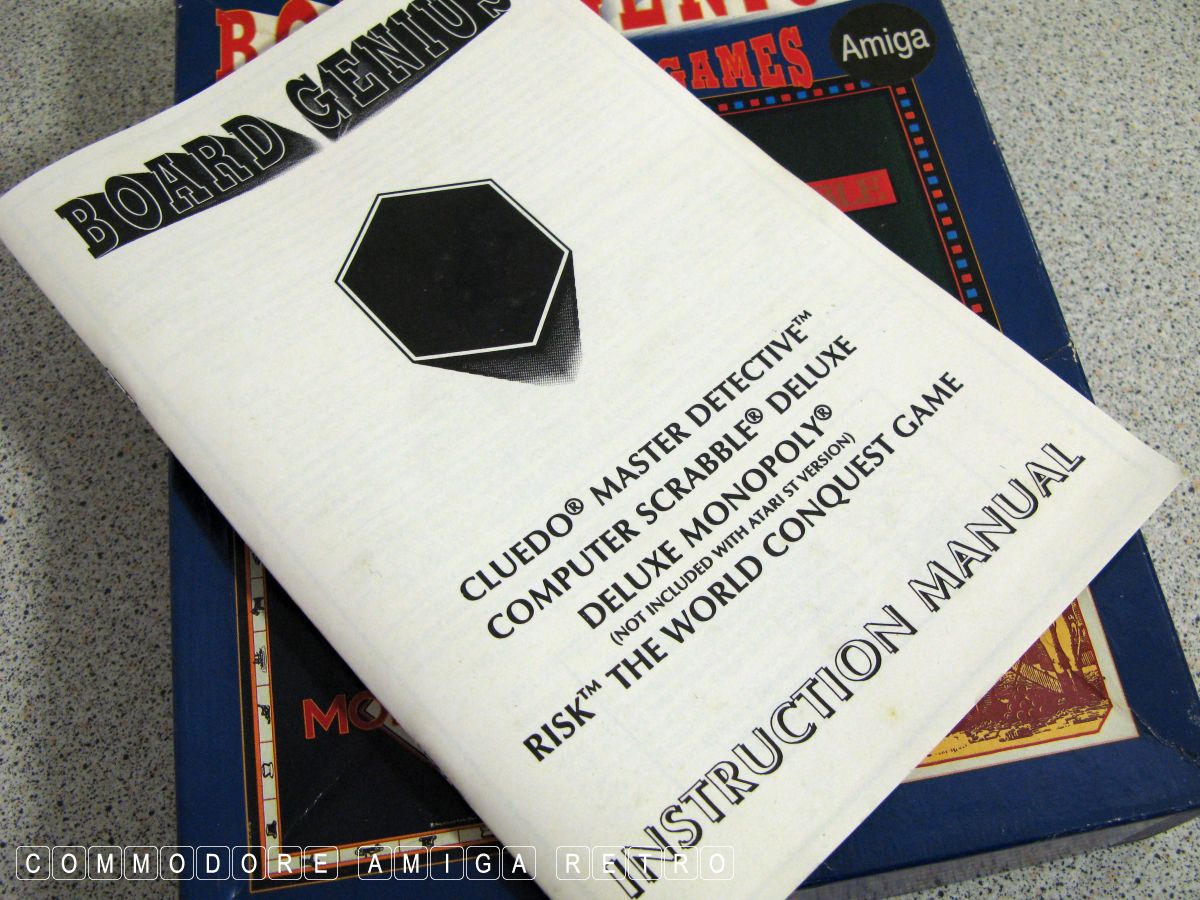 BOARD GENIUS
CLUEDO® MASTER DETECTIVE™
COMPUTER SCRABBLE® DELUXE
DELUXE MONOPOLY®
(NOT INCLUDED WITH ATARI ST VERSION)
RISK™ THE WORLD CONQUEST GAME
INSTRUCTION MANUAL
GAMES
Amiga
COMMODORE AMIGA RETRO